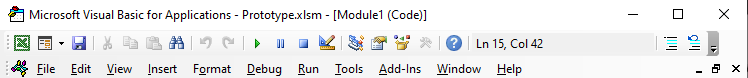 Microsoft Visual Basic for Applications - Prototype.xlsm - [Module1 (Code)]
Ln 15, Col 42
File Edit View Insert Format Debug Run Tools Add-Ins Window Help